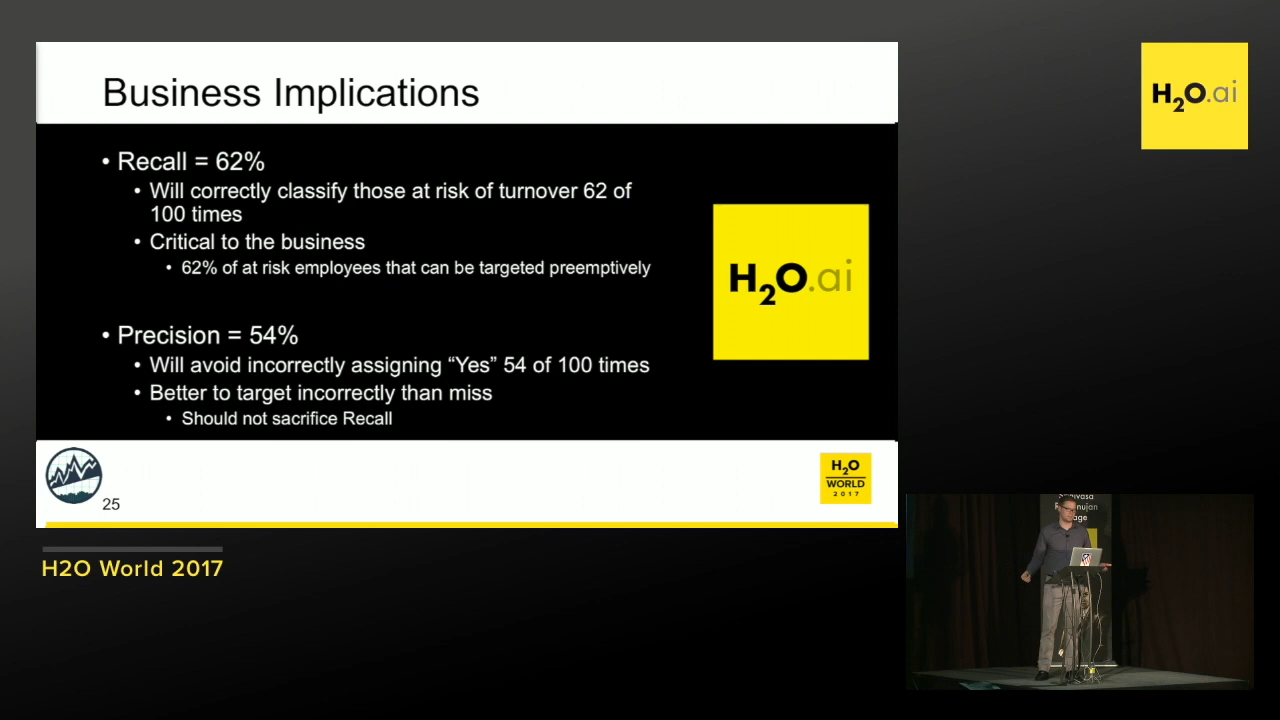 Business Implications
H2O.ai
• Recall = 62%
• Will correctly classify those at risk of turnover 62 of
100 times
• Critical to the business
• 62% of at risk employees that can be targeted preemptively
H2O.ai
• Precision = 54%
• Will avoid incorrectly assigning “Yes” 54 of 100 times
• Better to target incorrectly than miss
• Should not sacrifice Recall
25
H2O
WORLD
2017
H2O World 2017